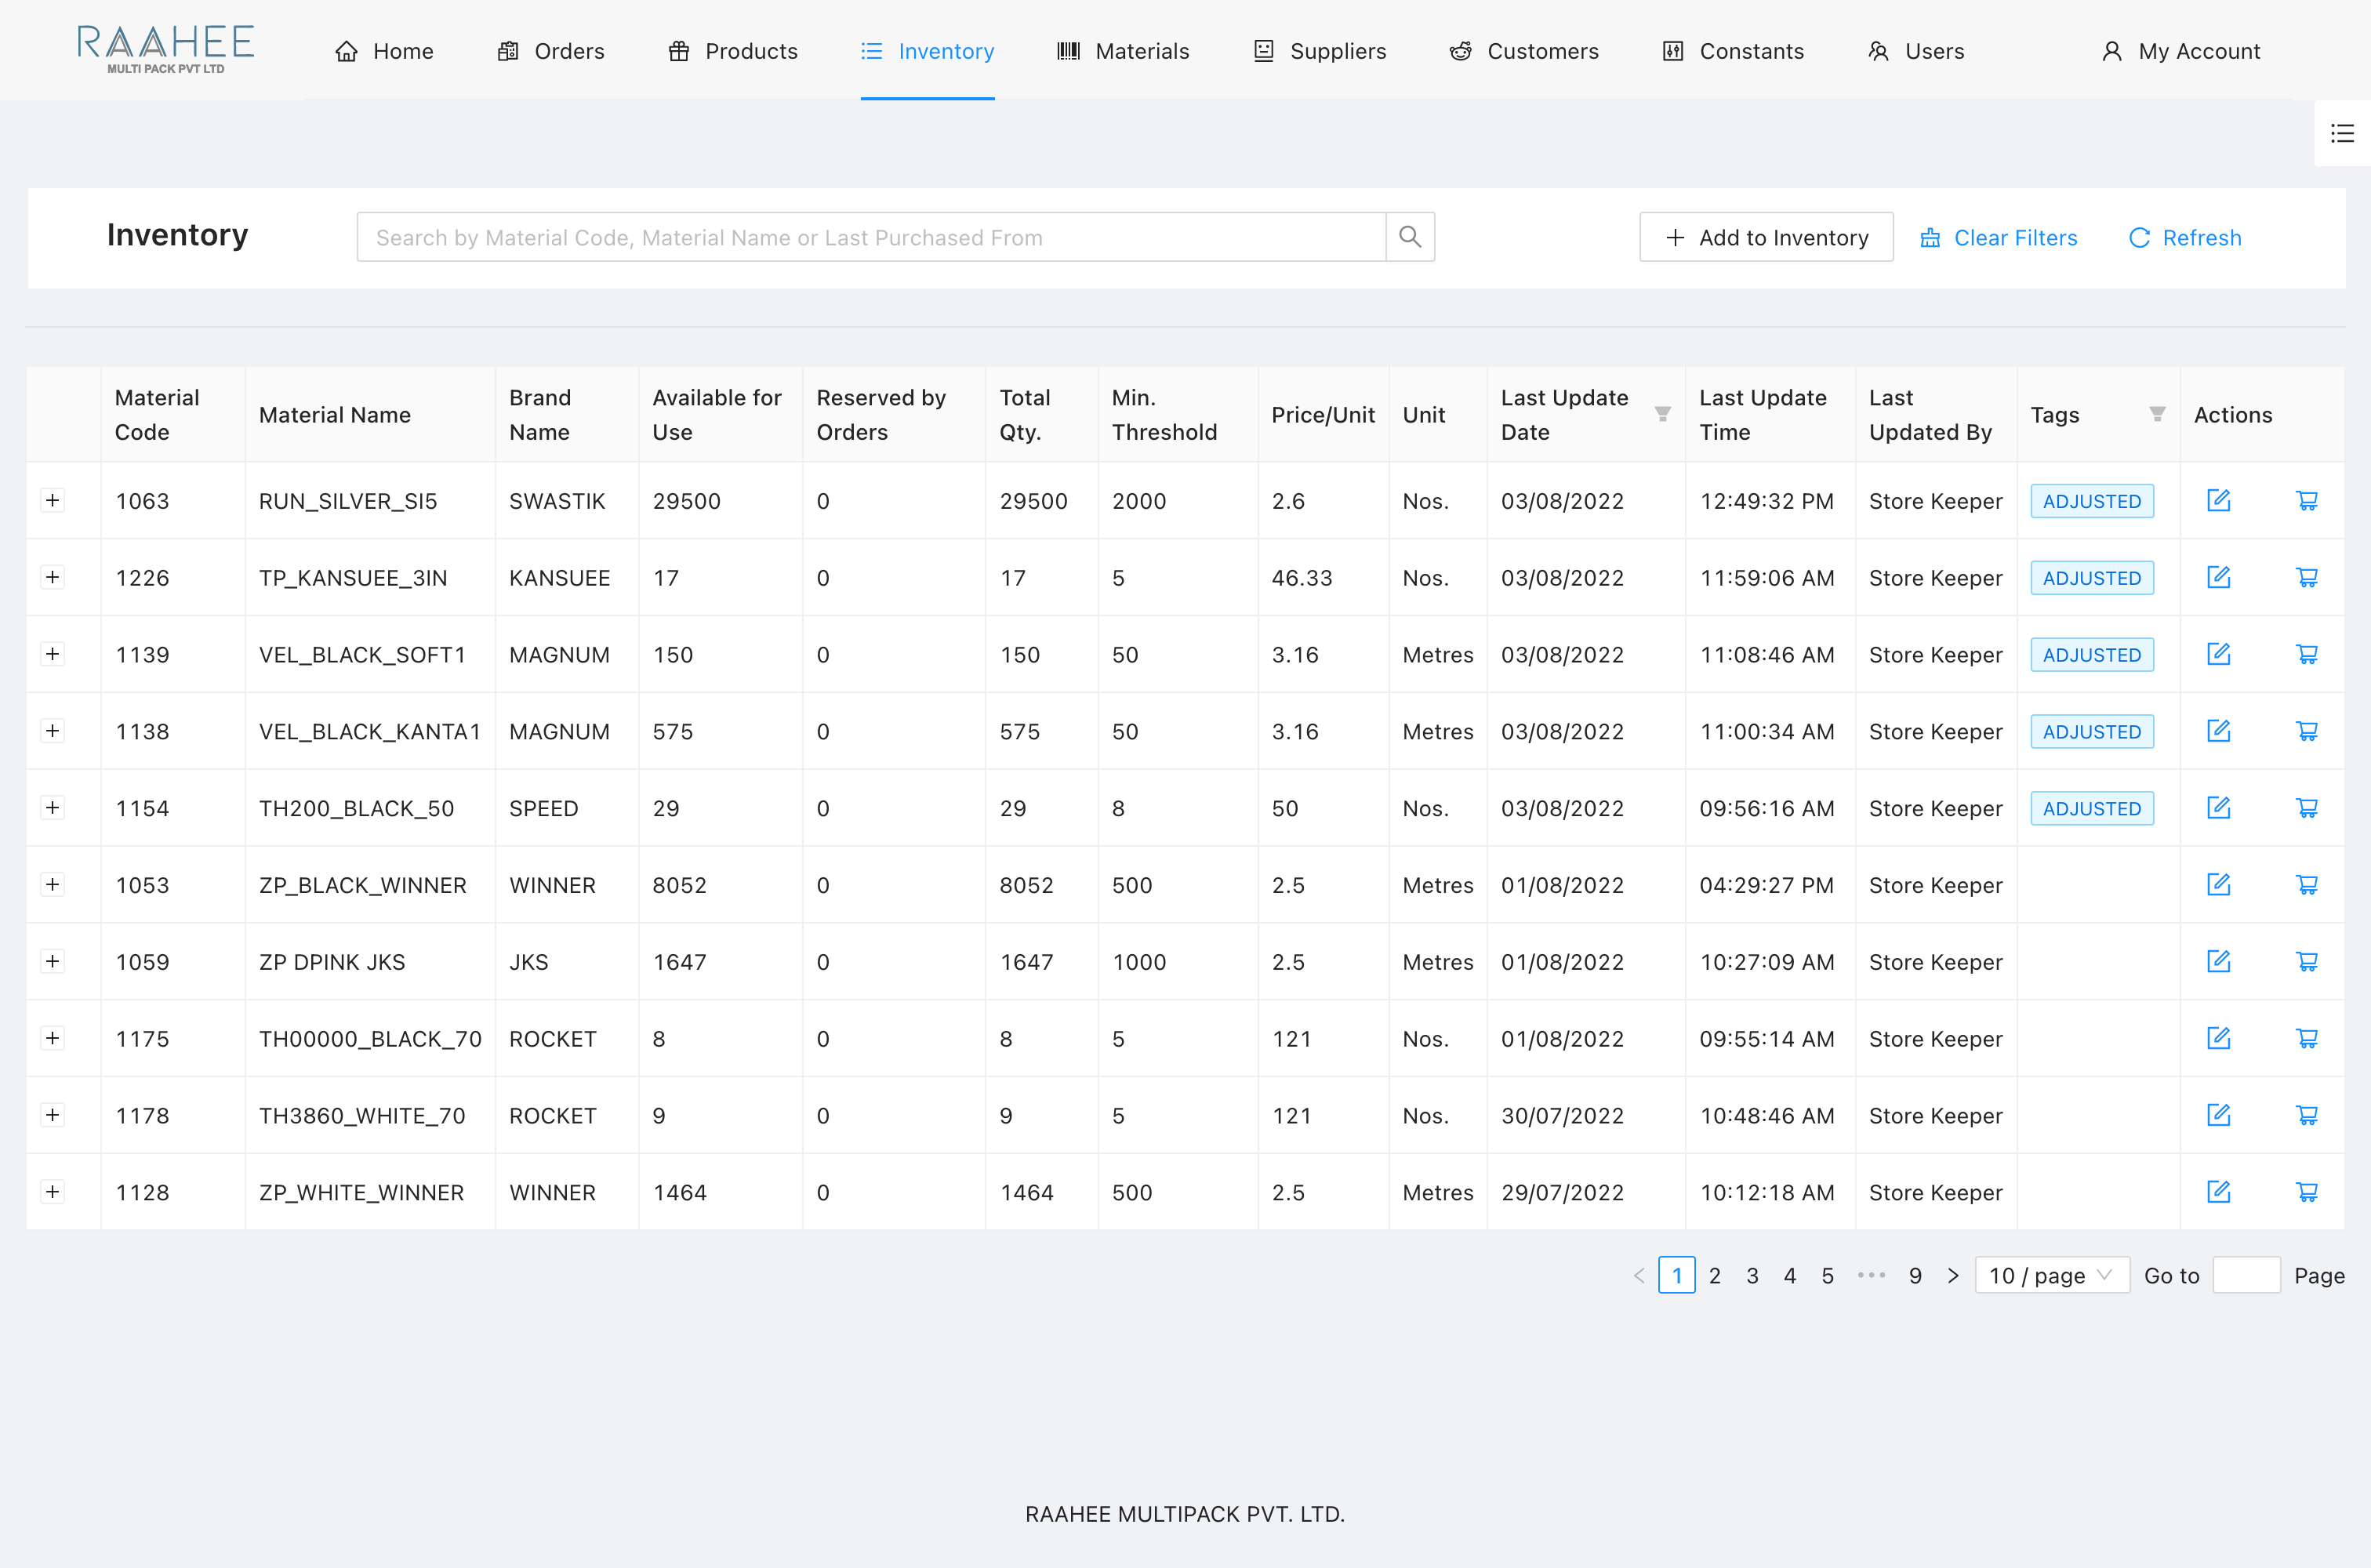 RAAHEE
MULTI PACK PVT LTD
Home Orders Products Inventory Materials Suppliers Customers Constants Users My Account
Inventory Search by Material Code, Material Name or Last Purchased From Add to Inventory Clear Filters Refresh
Material Code Material Name Brand Name Available for Use Reserved by Orders Total Qty. Min. Threshold Price/Unit Unit Last Update Date Last Update Time Last Updated By Tags Actions
1063 RUN_SILVER_SI5 SWASTIK 29500 0 29500 2000 2.6 Nos. 03/08/2022 12:49:32 PM Store Keeper ADJUSTED
1226 TP_KANSUEE_3IN KANSUEE 17 0 17 5 46.33 Nos. 03/08/2022 11:59:06 AM Store Keeper ADJUSTED
1139 VEL_BLACK_SOFT1 MAGNUM 150 0 150 50 3.16 Metres 03/08/2022 11:08:46 AM Store Keeper ADJUSTED
1138 VEL_BLACK_KANTA1 MAGNUM 575 0 575 50 3.16 Metres 03/08/2022 11:00:34 AM Store Keeper ADJUSTED
1154 TH200_BLACK_50 SPEED 29 0 29 8 50 Nos. 03/08/2022 09:56:16 AM Store Keeper ADJUSTED
1053 ZP_BLACK_WINNER WINNER 8052 0 8052 500 2.5 Metres 01/08/2022 04:29:27 PM Store Keeper
1059 ZP DPINK JKS JKS 1647 0 1647 1000 2.5 Metres 01/08/2022 10:27:09 AM Store Keeper
1175 TH00000_BLACK_70 ROCKET 8 0 8 5 121 Nos. 01/08/2022 09:55:14 AM Store Keeper
1178 TH3860_WHITE_70 ROCKET 9 0 9 5 121 Nos. 30/07/2022 10:48:46 AM Store Keeper
1128 ZP_WHITE_WINNER WINNER 1464 0 1464 500 2.5 Metres 29/07/2022 10:12:18 AM Store Keeper
1 2 3 4 5 ••• 9 10 / page Go to Page
RAAHEE MULTIPACK PVT. LTD.